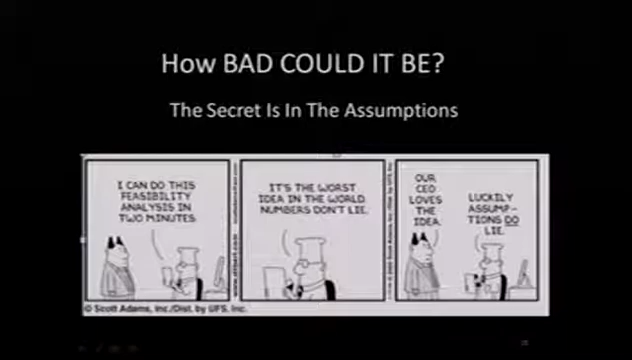 How BAD COULD IT BE?
The Secret Is In The Assumptions
I CAN DO THIS
FEASIBILITY
ANALYSIS IN
TWO MINUTES.
IT'S THE WORST
IDEA IN THE WORLD.
NUMBERS DON'T LIE.
OUR
CEO
LOVES
THE
IDEA.
LUCKILY
ASSUMP-
TIONS DO
LIE.
© Scott Adams, Inc./Dist. by UFS, Inc.